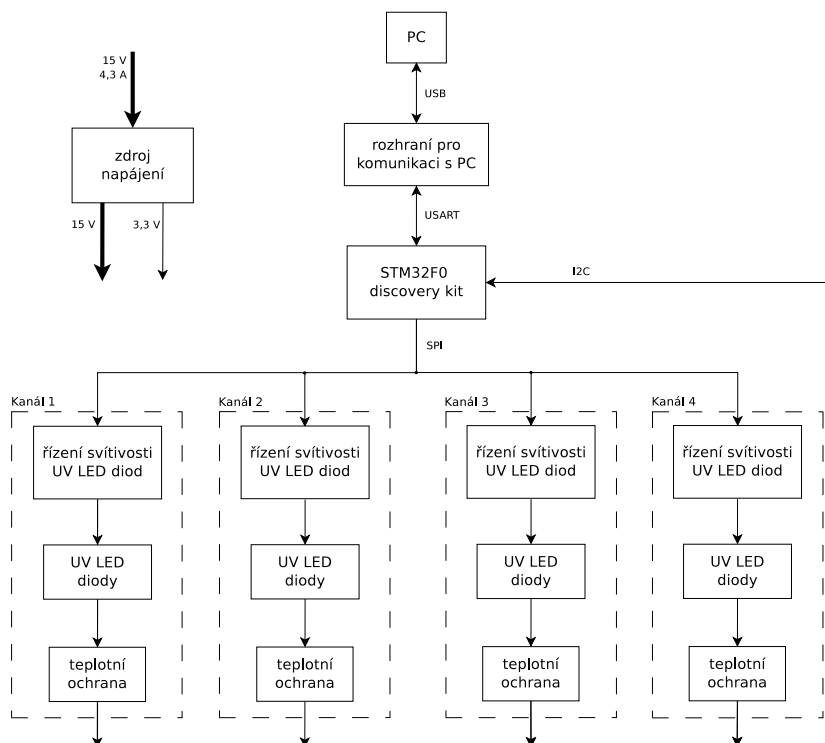 PC
15 V
4,3 A
USB
zdroj
napájení
rozhraní pro
komunikaci s PC
15 V
3,3 V
USART
STM32F0
discovery kit
I2C
SPI
Kanál 1
Kanál 2
Kanál 3
Kanál 4
řízení svítivosti
UV LED diod
řízení svítivosti
UV LED diod
řízení svítivosti
UV LED diod
řízení svítivosti
UV LED diod
UV LED
diody
UV LED
diody
UV LED
diody
UV LED
diody
teplotní
ochrana
teplotní
ochrana
teplotní
ochrana
teplotní
ochrana